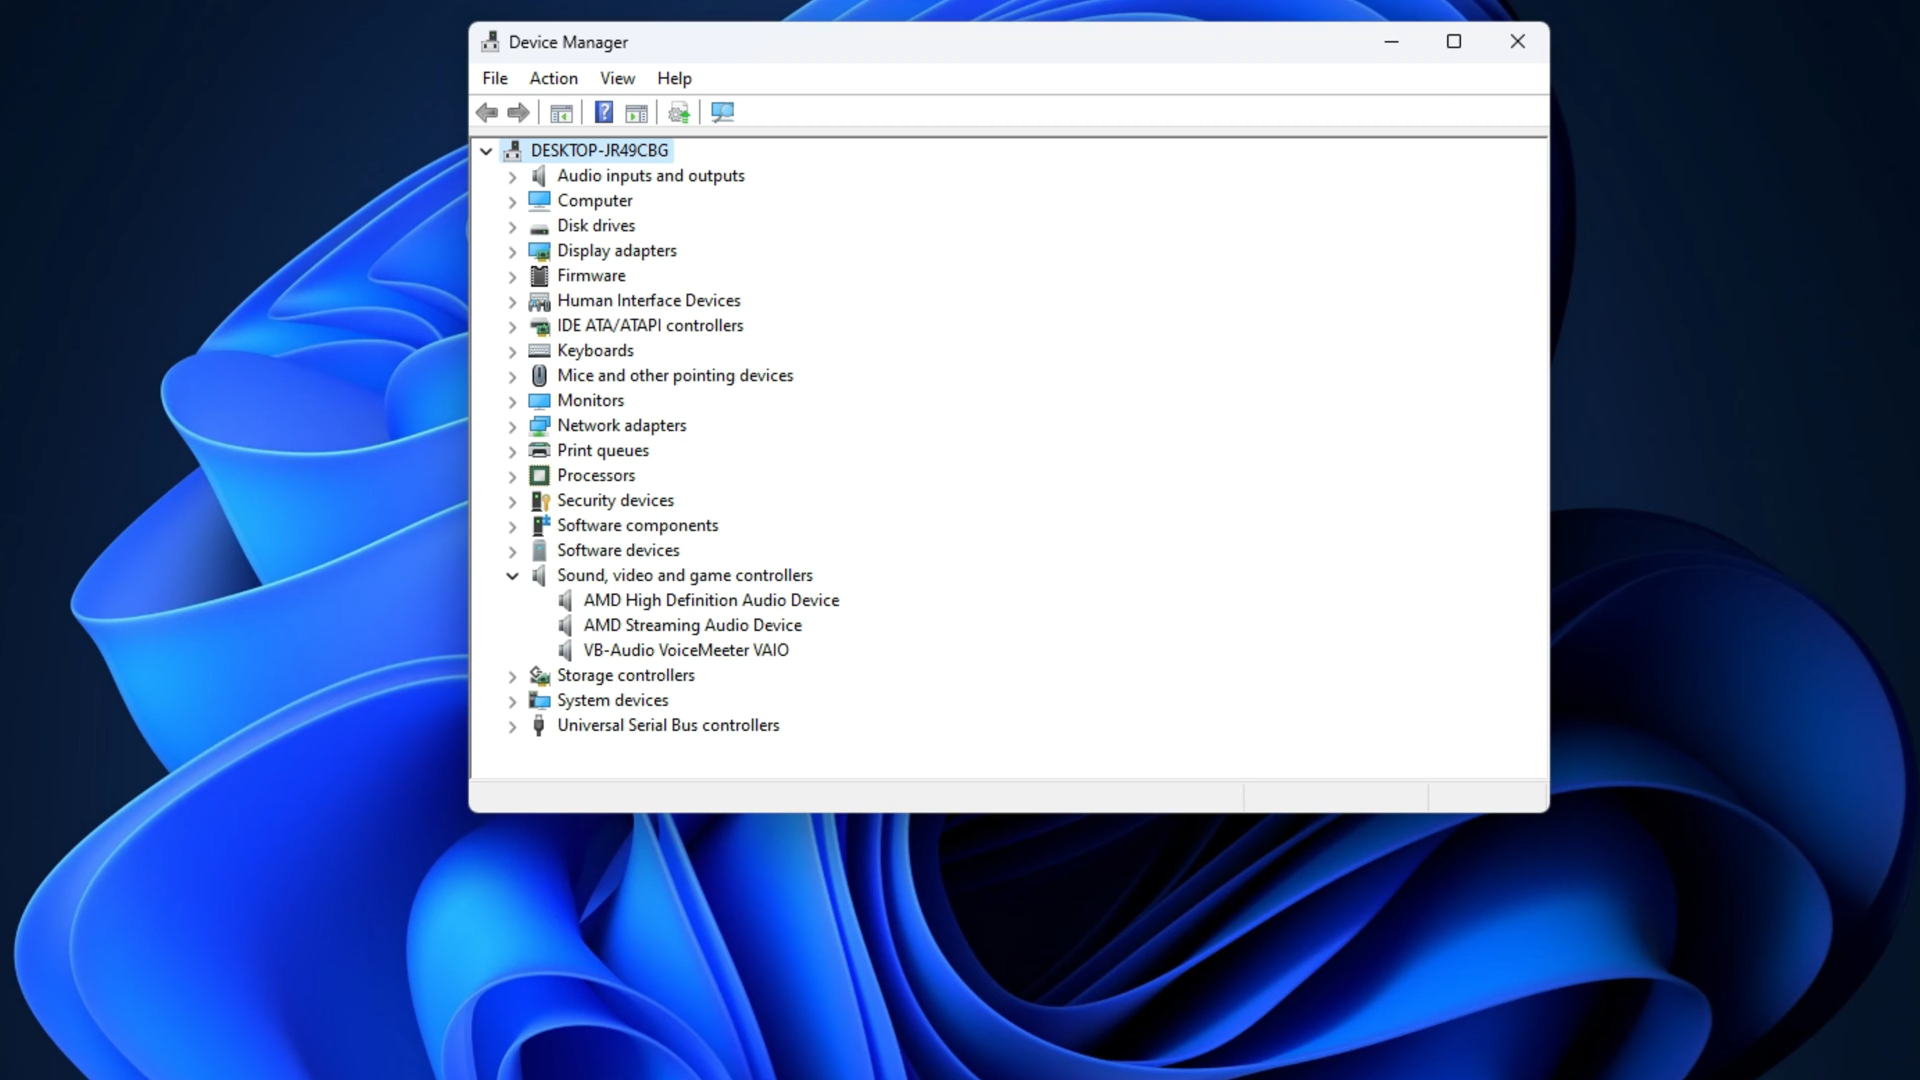 Device Manager
File Action View Help
DESKTOP-JR49CBG
Audio inputs and outputs
Computer
Disk drives
Display adapters
Firmware
Human Interface Devices
IDE ATA/ATAPI controllers
Keyboards
Mice and other pointing devices
Monitors
Network adapters
Print queues
Processors
Security devices
Software components
Software devices
Sound, video and game controllers
AMD High Definition Audio Device
AMD Streaming Audio Device
VB-Audio VoiceMeeter VAIO
Storage controllers
System devices
Universal Serial Bus controllers